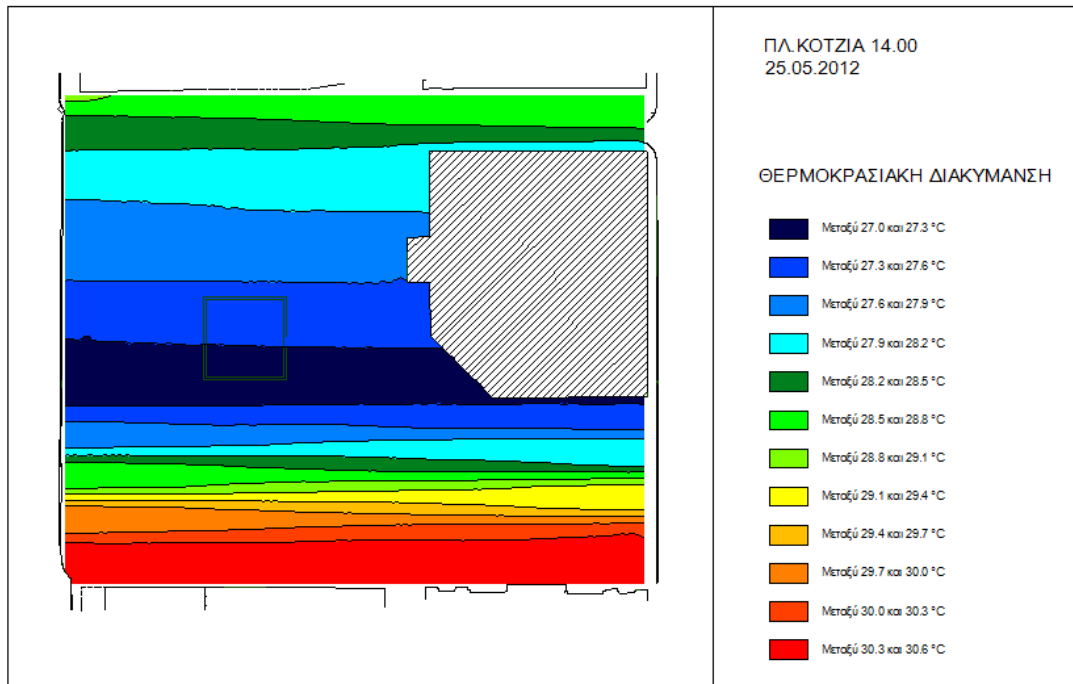 ΠΛ.ΚΟΤΖΙΑ 14.00
25.05.2012
ΘΕΡΜΟΚΡΑΣΙΑΚΗ ΔΙΑΚΥΜΑΝΣΗ
Μεταξύ 27.0 και 27.3 °C
Μεταξύ 27.3 και 27.6 °C
Μεταξύ 27.6 και 27.9 °C
Μεταξύ 27.9 και 28.2 °C
Μεταξύ 28.2 και 28.5 °C
Μεταξύ 28.5 και 28.8 °C
Μεταξύ 28.8 και 29.1 °C
Μεταξύ 29.1 και 29.4 °C
Μεταξύ 29.4 και 29.7 °C
Μεταξύ 29.7 και 30.0 °C
Μεταξύ 30.0 και 30.3 °C
Μεταξύ 30.3 και 30.6 °C